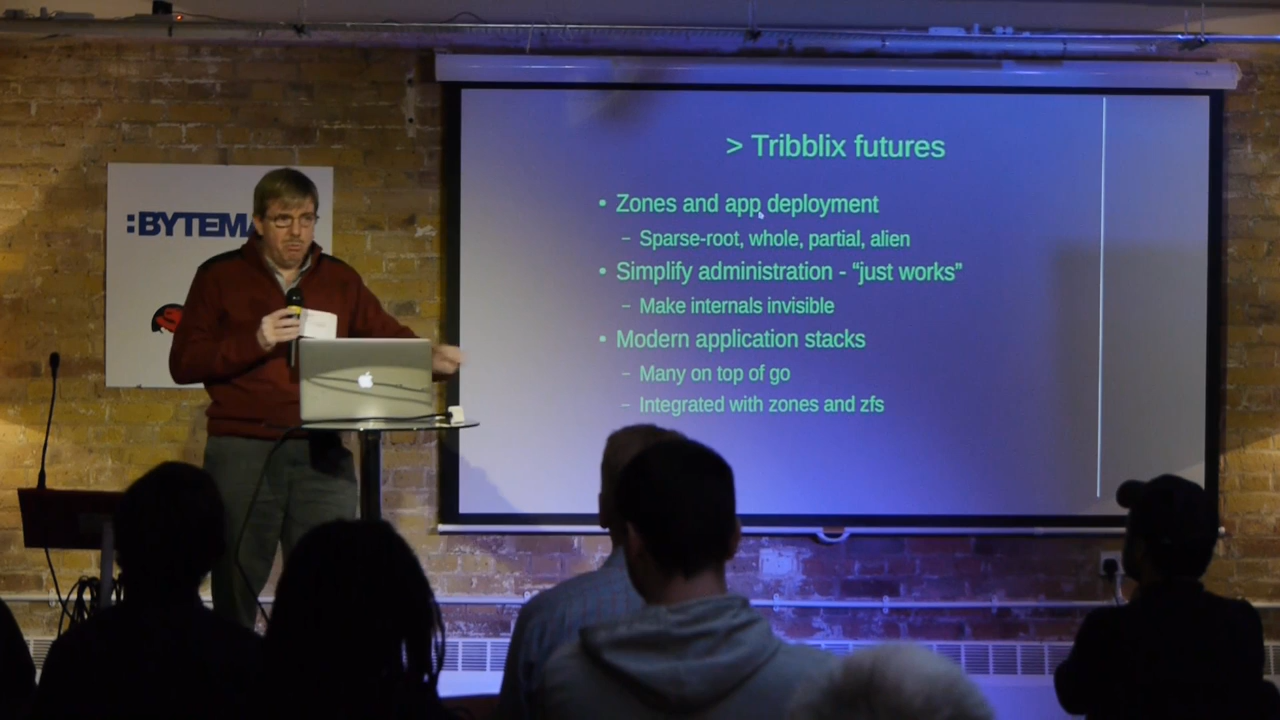 :BYTEM
> Tribblix futures
• Zones and app deployment
– Sparse-root, whole, partial, alien
• Simplify administration - “just works”
– Make internals invisible
• Modern application stacks
– Many on top of go
– Integrated with zones and zfs